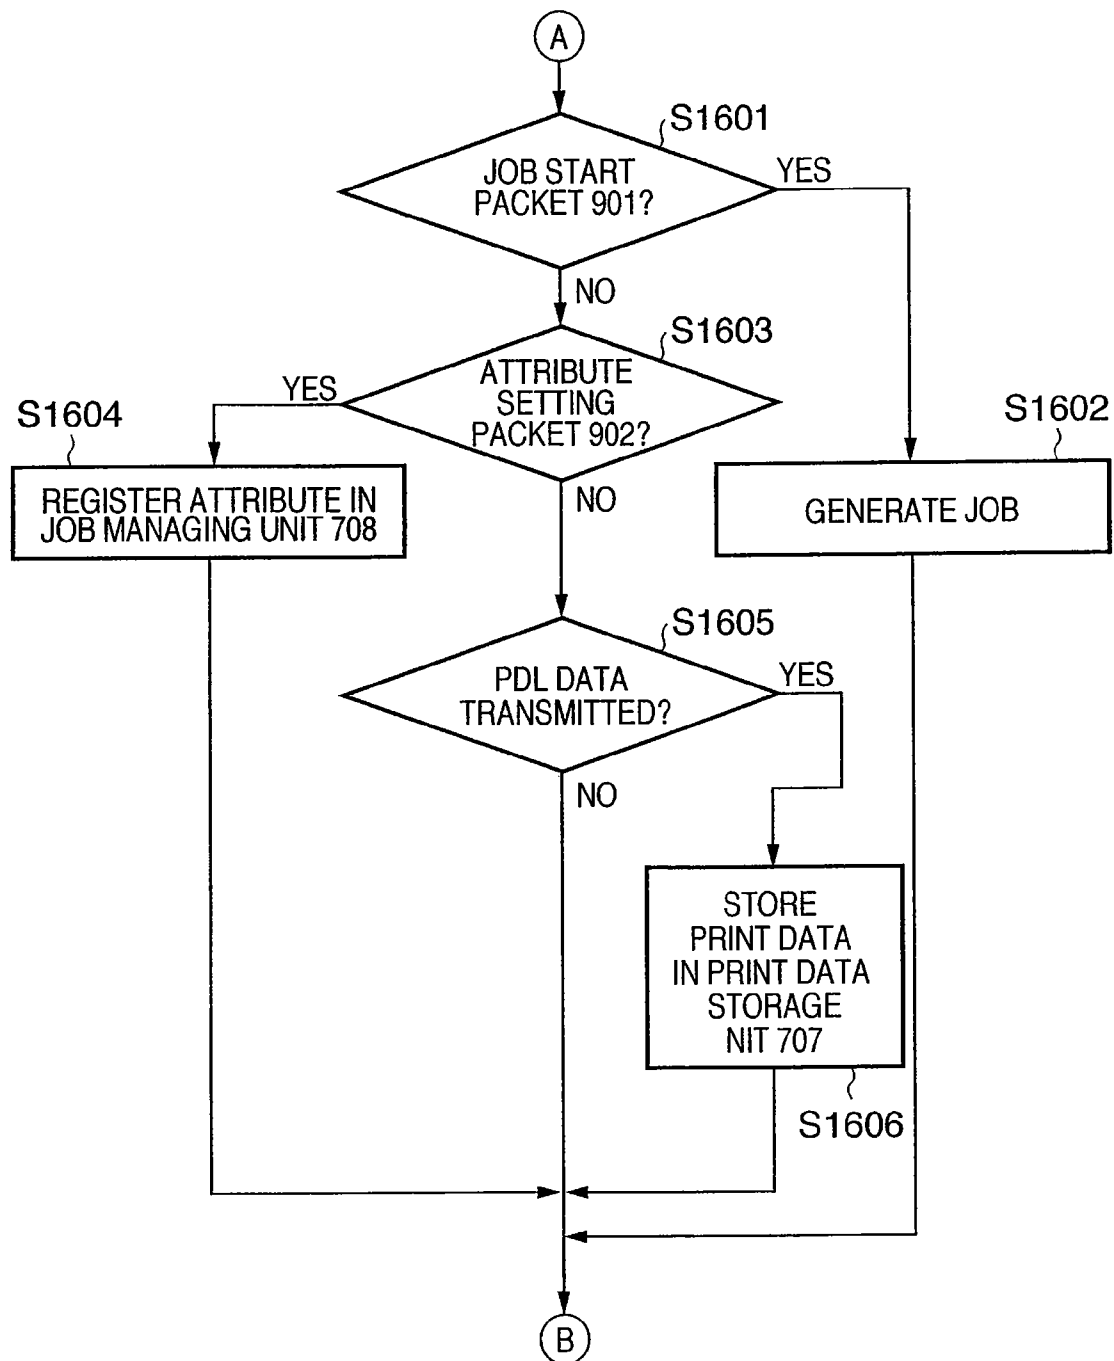 A
S1601
JOB START
PACKET 901?
YES
NO
S1603
ATTRIBUTE
SETTING
PACKET 902?
YES
S1604
REGISTER ATTRIBUTE IN
JOB MANAGING UNIT 708
S1602
GENERATE JOB
NO
S1605
PDL DATA
TRANSMITTED?
YES
NO
STORE
PRINT DATA
IN PRINT DATA
STORAGE
NIT 707
S1606
B